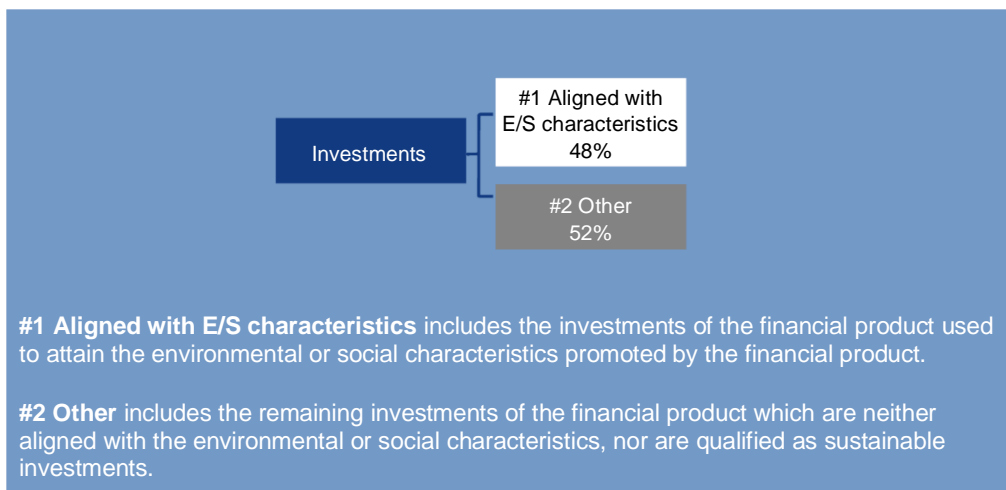 #1 Aligned with
E/S characteristics
48%
Investments
#2 Other
52%
#1 Aligned with E/S characteristics includes the investments of the financial product used
to attain the environmental or social characteristics promoted by the financial product.
#2 Other includes the remaining investments of the financial product which are neither
aligned with the environmental or social characteristics, nor are qualified as sustainable
investments.